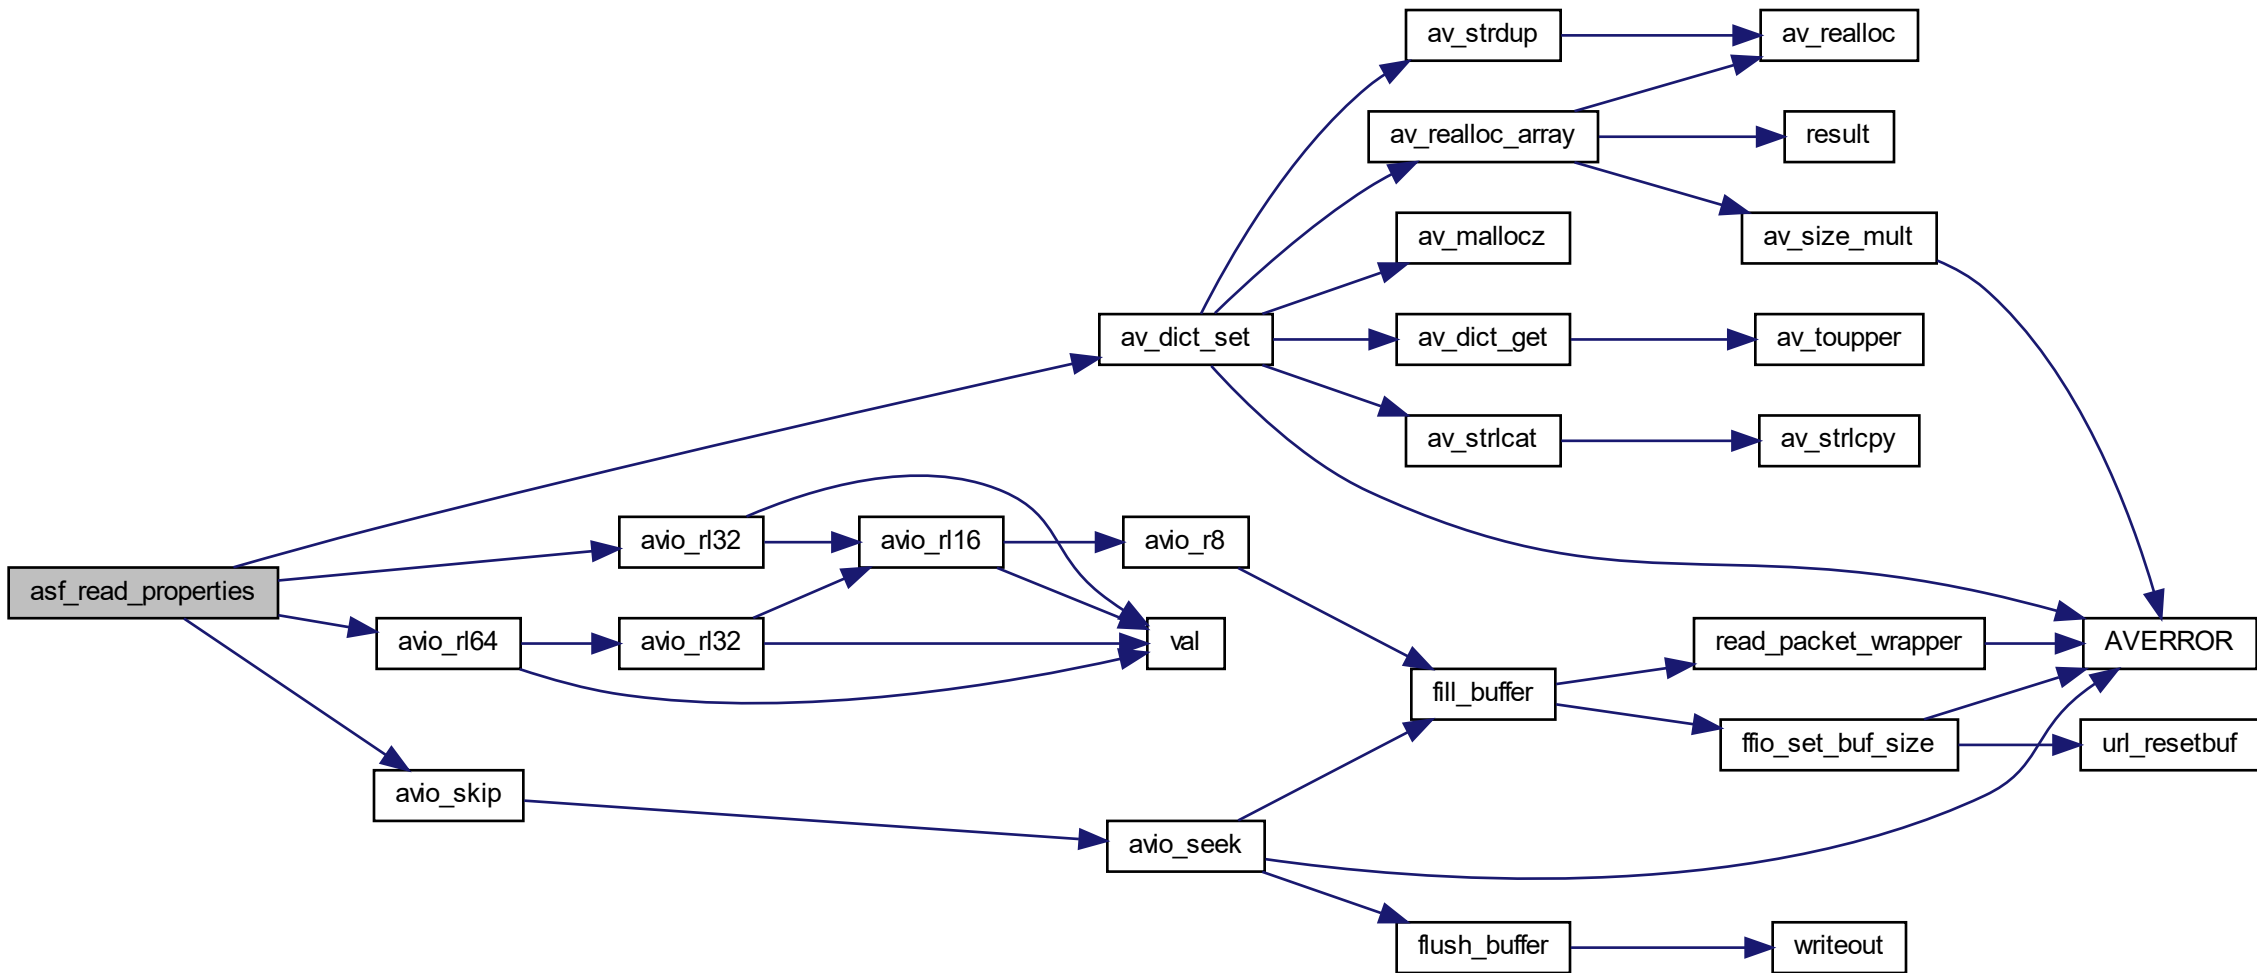 av_strdup
av_realloc
av_realloc_array
result
av_mallocz
av_size_mult
av_dict_set
av_dict_get
av_toupper
av_strlcat
av_strlcpy
avio_rl32
avio_rl16
avio_r8
asf_read_properties
avio_rl64
avio_rl32
val
read_packet_wrapper
AVERROR
fill_buffer
ffio_set_buf_size
url_resetbuf
avio_skip
avio_seek
flush_buffer
writeout